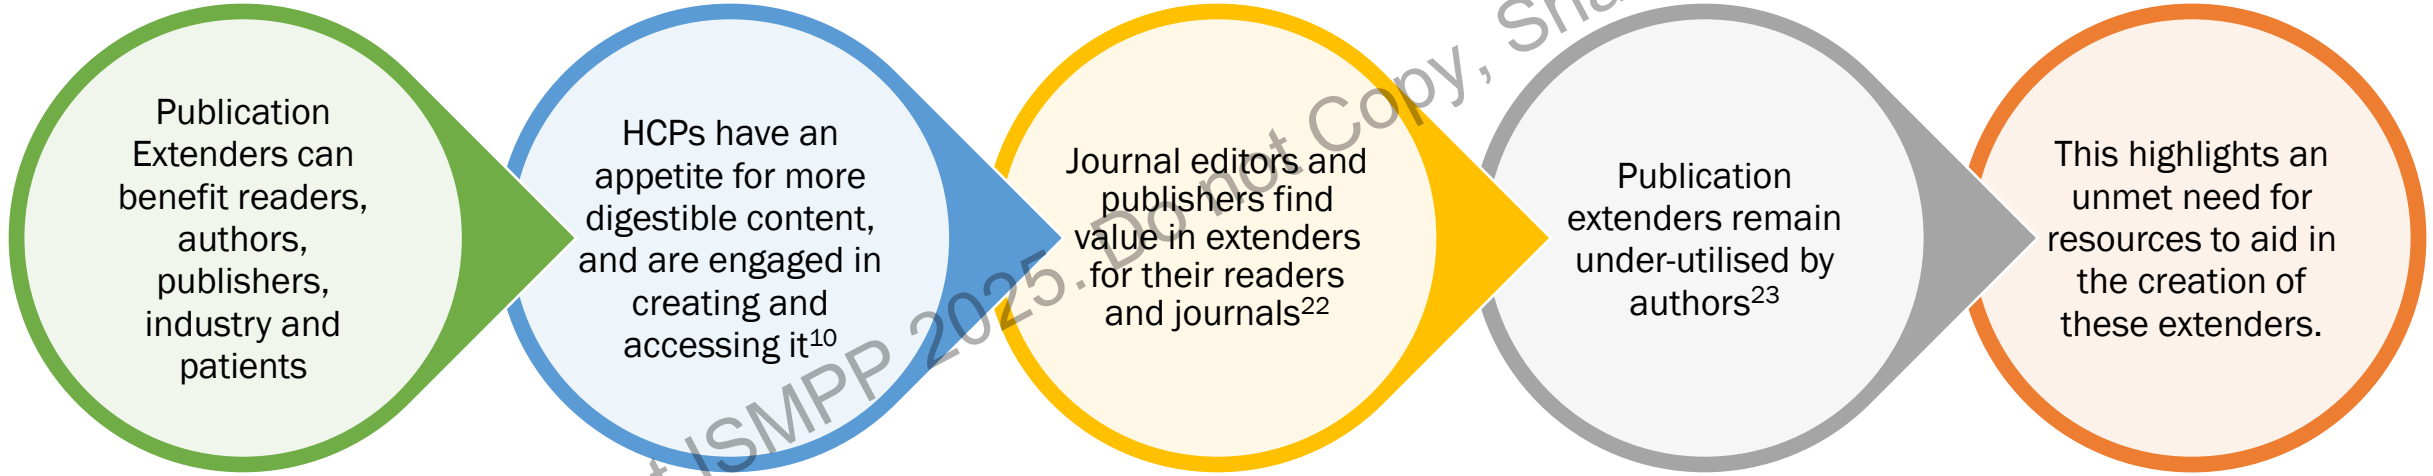 Publication
Extenders can
benefit readers,
authors,
publishers,
industry and
patients
HCPs have an
appetite for more
digestible content,
and are engaged in
creating and
accessing it10
Journal editors and
publishers find
value in extenders
for their readers
and journals22
Publication
extenders remain
under-utilised by
authors23
This highlights an
unmet need for
resources to aid in
the creation of
these extenders.
ISMPP 2025. Do not Copy,